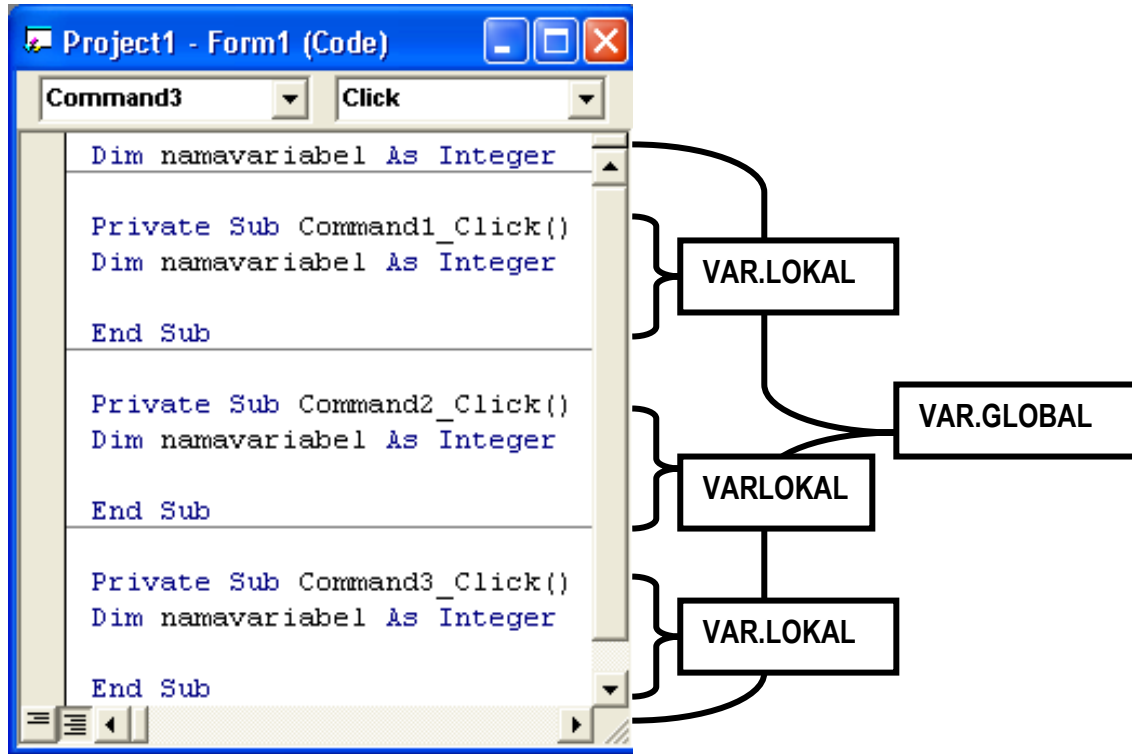 Project1 - Form1 (Code)
Command3 Click
Dim namavariabel As Integer
Private Sub Command1_Click()
Dim namavariabel As Integer
End Sub
Private Sub Command2_Click()
Dim namavariabel As Integer
End Sub
Private Sub Command3_Click()
Dim namavariabel As Integer
End Sub
VAR.LOKAL
VAR.GLOBAL
VARLOKAL
VAR.LOKAL